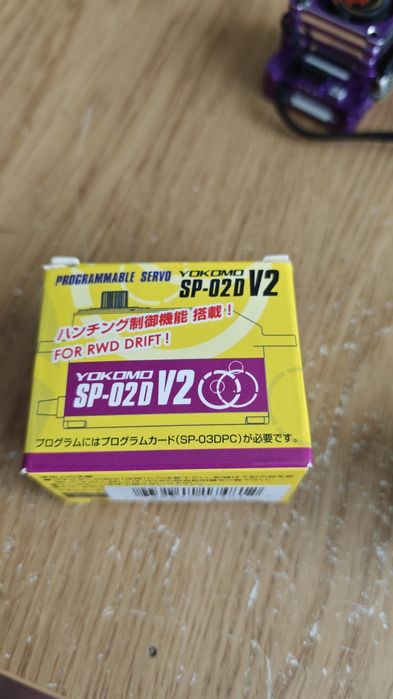 PROGRAMMABLE SERVO YOKOMO SP-02D V2
ハンチング制御機能 搭載！
FOR RWD DRIFT！
YOKOMO
SP-02D V2
プログラムにはプログラムカード(SP-03DPC)が必要です。